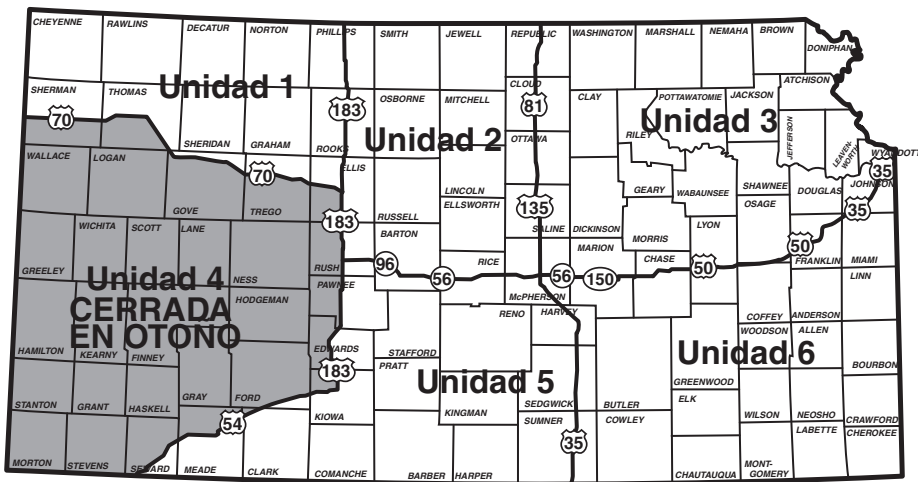 CHEYENNE RAWLINS DECATUR NORTON PHILLIPS SMITH JEWELL REPUBLIC WASHINGTON MARSHALL NEMAHA BROWN
DONIPHAN
ATCHISON
SHERMAN THOMAS Unidad 1 183 OSBORNE MITCHELL CLOUD 81 CLAY POTTAWATOMIE JACKSON
70
Unidad 2 OTTAWA RILEY Unidad 3 JEFFERSON LEAVEN-
WORTH
SHERIDAN GRAHAM ROOKS WYANDOTT
WALLACE LOGAN 70 ELLIS 35
LINCOLN GEARY WABAUNSEE SHAWNEE DOUGLAS JOHNSON
GOVE TREGO 183 RUSSELL ELLSWORTH 135 SALINE DICKINSON LYON OSAGE 35
WICHITA SCOTT LANE BARTON MORRIS MARION 50
GREELEY NESS RUSH 96 RICE CHASE 50 FRANKLIN MIAMI
Unidad 4 PAWNEE 56 56 150 LINN
CERRADA HODGEMAN McPHERSON
EN OTOÑO RENO HARVEY COFFEY ANDERSON
HAMILTON KEARNY FINNEY EDWARDS STAFFORD WOODSON ALLEN
183 PRATT Unidad 5 Unidad 6 BOURBON
STANTON GRANT HASKELL GRAY FORD SEDGWICK BUTLER GREENWOOD
54 KIOWA KINGMAN SUMNER COWLEY ELK WILSON NEOSHO CRAWFORD
35 LABETTE CHEROKEE
MORTON STEVENS SEWARD MEADE CLARK COMANCHE BARBER HARPER CHAUTAUQUA MONT-
GOMERY